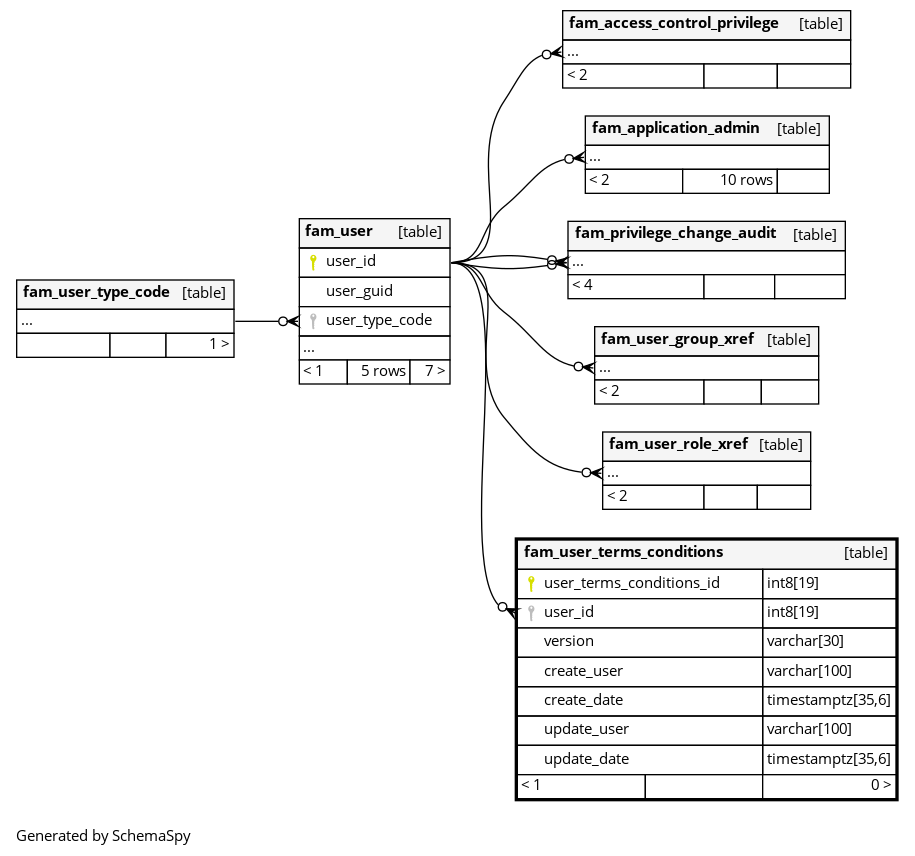 fam_access_control_privilege [table]
...
< 2
fam_application_admin [table]
...
< 2 10 rows
fam_user [table]
user_id
user_guid
user_type_code
...
< 1 5 rows 7 >
fam_privilege_change_audit [table]
...
< 4
fam_user_type_code [table]
...
1 >
fam_user_group_xref [table]
...
< 2
fam_user_role_xref [table]
...
< 2
fam_user_terms_conditions [table]
user_terms_conditions_id int8[19]
user_id int8[19]
version varchar[30]
create_user varchar[100]
create_date timestamptz[35,6]
update_user varchar[100]
update_date timestamptz[35,6]
< 1 0 >
Generated by SchemaSpy